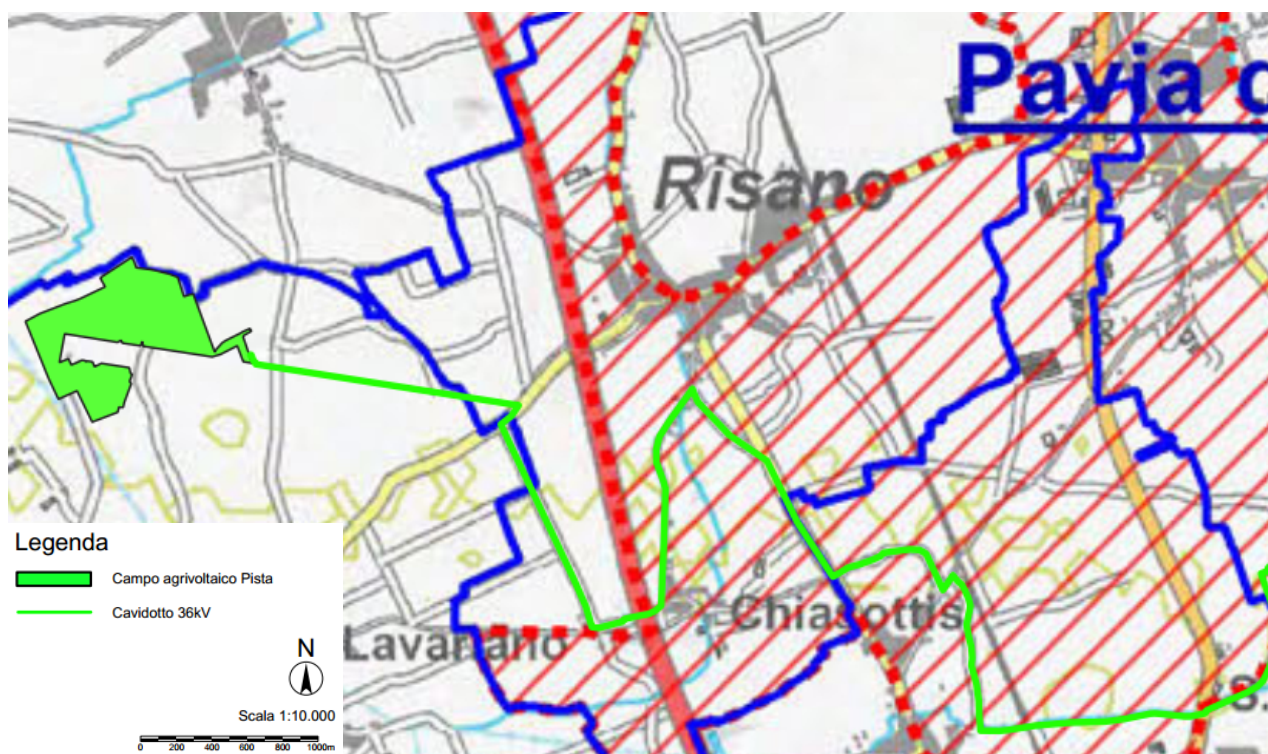 Pavia d
Risano
Chiasottis
Lavariano
S.
Legenda
Campo agrivoltaico Pista
Cavidotto 36kV
N
Scala 1:10.000
0 200 400 600 800 1000m